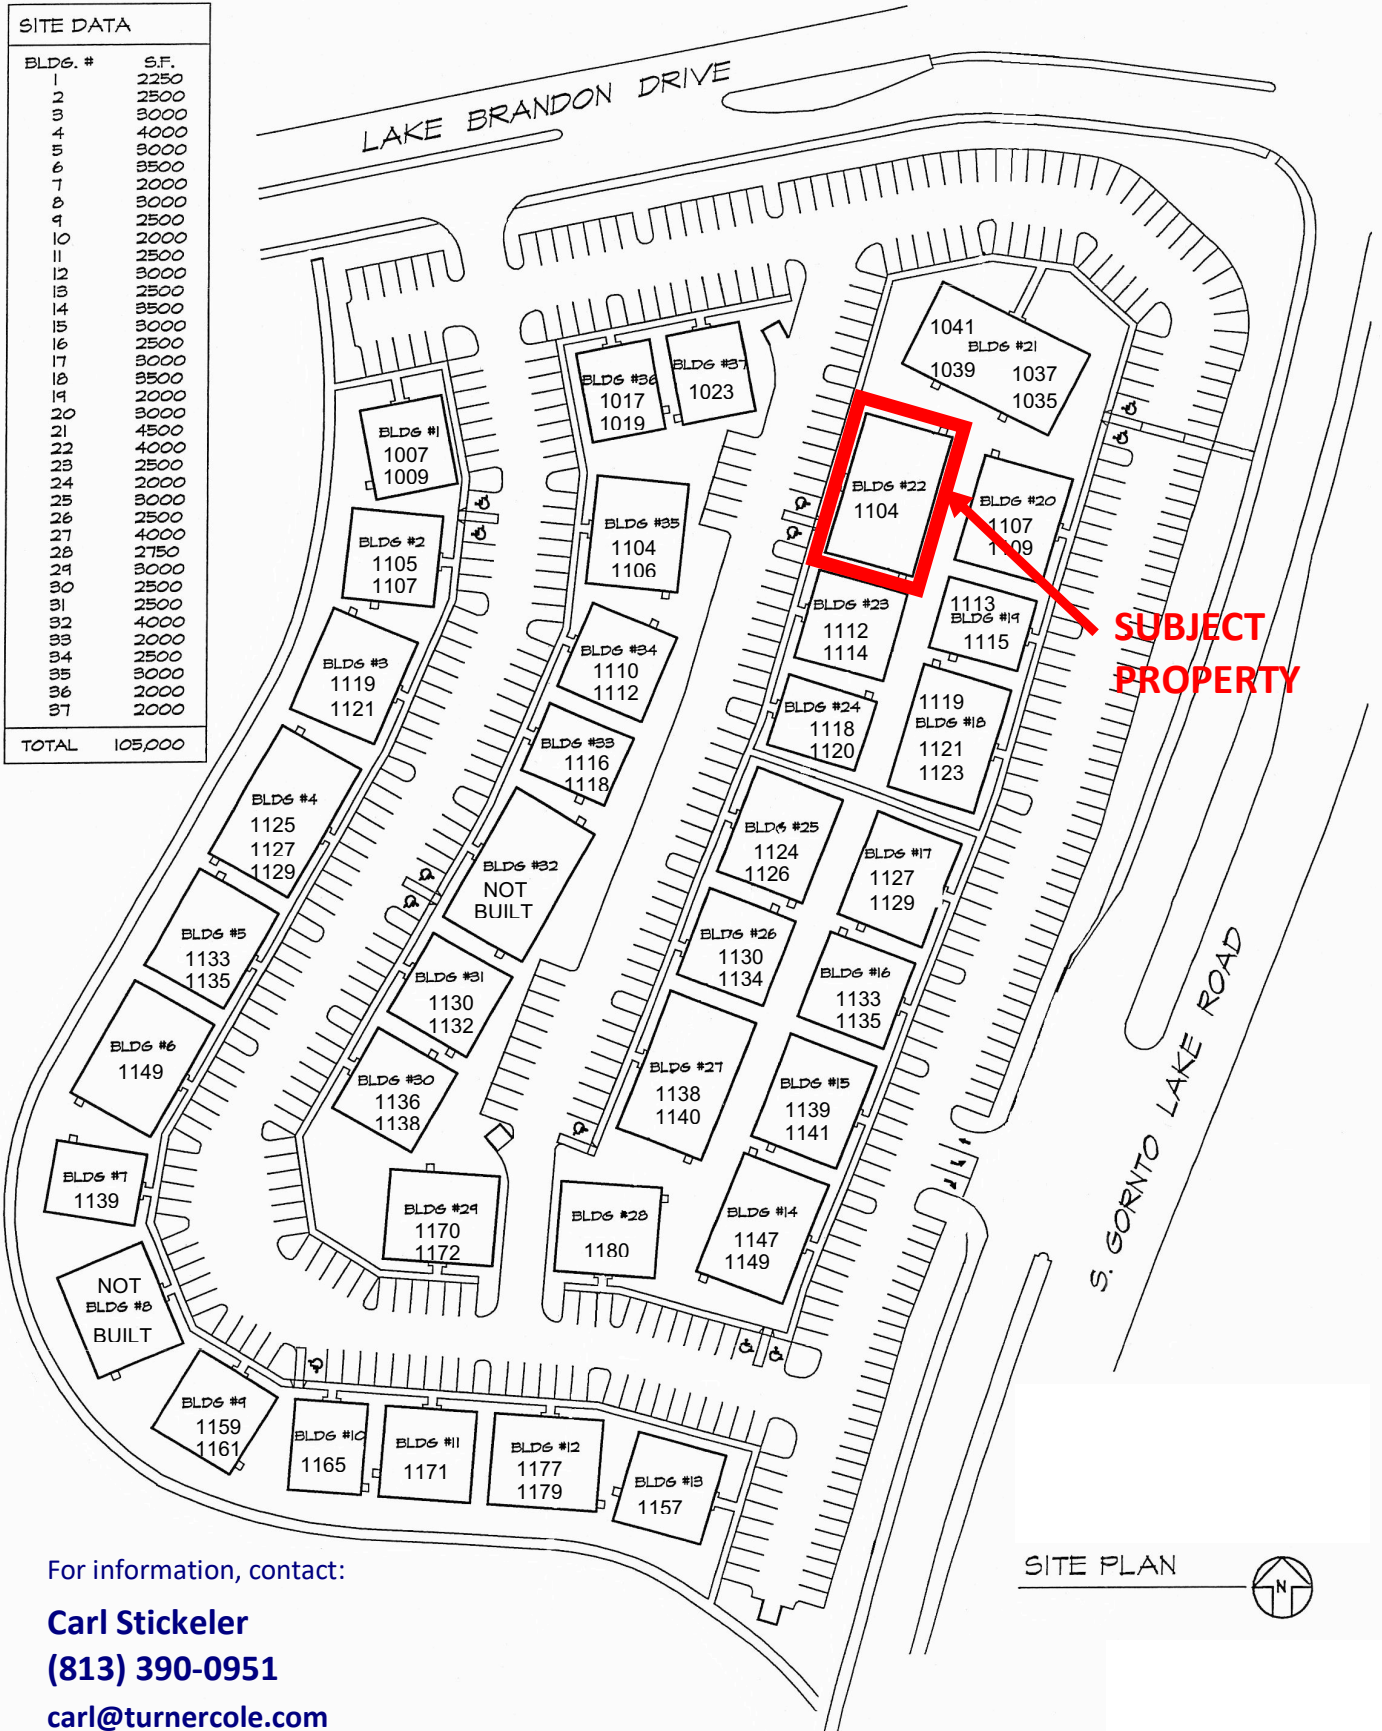 SITE DATA
BLDG. # S.F.
1 2250
2 2500
3 3000
4 4000
5 3000
6 3500
7 2000
8 3000
9 2500
10 2000
11 2500
12 3000
13 2500
14 3500
15 3000
16 2500
17 3000
18 3500
19 2000
20 3000
21 4500
22 4000
23 2500
24 2000
25 3000
26 2500
27 4000
28 2750
29 3000
30 2500
31 2500
32 4000
33 2000
34 2500
35 3000
36 2000
37 2000
TOTAL 105,000
LAKE BRANDON DRIVE
1041
BLDG #21
1039
1037
1035
BLDG #36
1017
1019
BLDG #37
1023
BLDG #1
1007
1009
BLDG #22
1104
BLDG #20
1107
1109
BLDG #35
1104
1106
BLDG #2
1105
1107
SUBJECT
PROPERTY
BLDG #23
1112
1114
1113
BLDG #19
1115
BLDG #3
1119
1121
BLDG #34
1110
1112
BLDG #24
1118
1120
1119
BLDG #18
1121
1123
BLDG #33
1116
1118
BLDG #4
1125
1127
1129
BLDG #32
NOT
BUILT
BLDG #25
1124
1126
BLDG #17
1127
1129
BLDG #5
1133
1135
BLDG #31
1130
1132
BLDG #26
1130
1134
BLDG #16
1133
1135
BLDG #6
1149
BLDG #30
1136
1138
BLDG #27
1138
1140
BLDG #15
1139
1141
S. GORNTO LAKE ROAD
BLDG #7
1139
BLDG #29
1170
1172
BLDG #28
1180
BLDG #14
1147
1149
NOT
BLDG #8
BUILT
BLDG #9
1159
1161
BLDG #10
1165
BLDG #11
1171
BLDG #12
1177
1179
BLDG #13
1157
SITE PLAN
N
For information, contact:
Carl Stickeler
(813) 390-0951
carl@turnercole.com